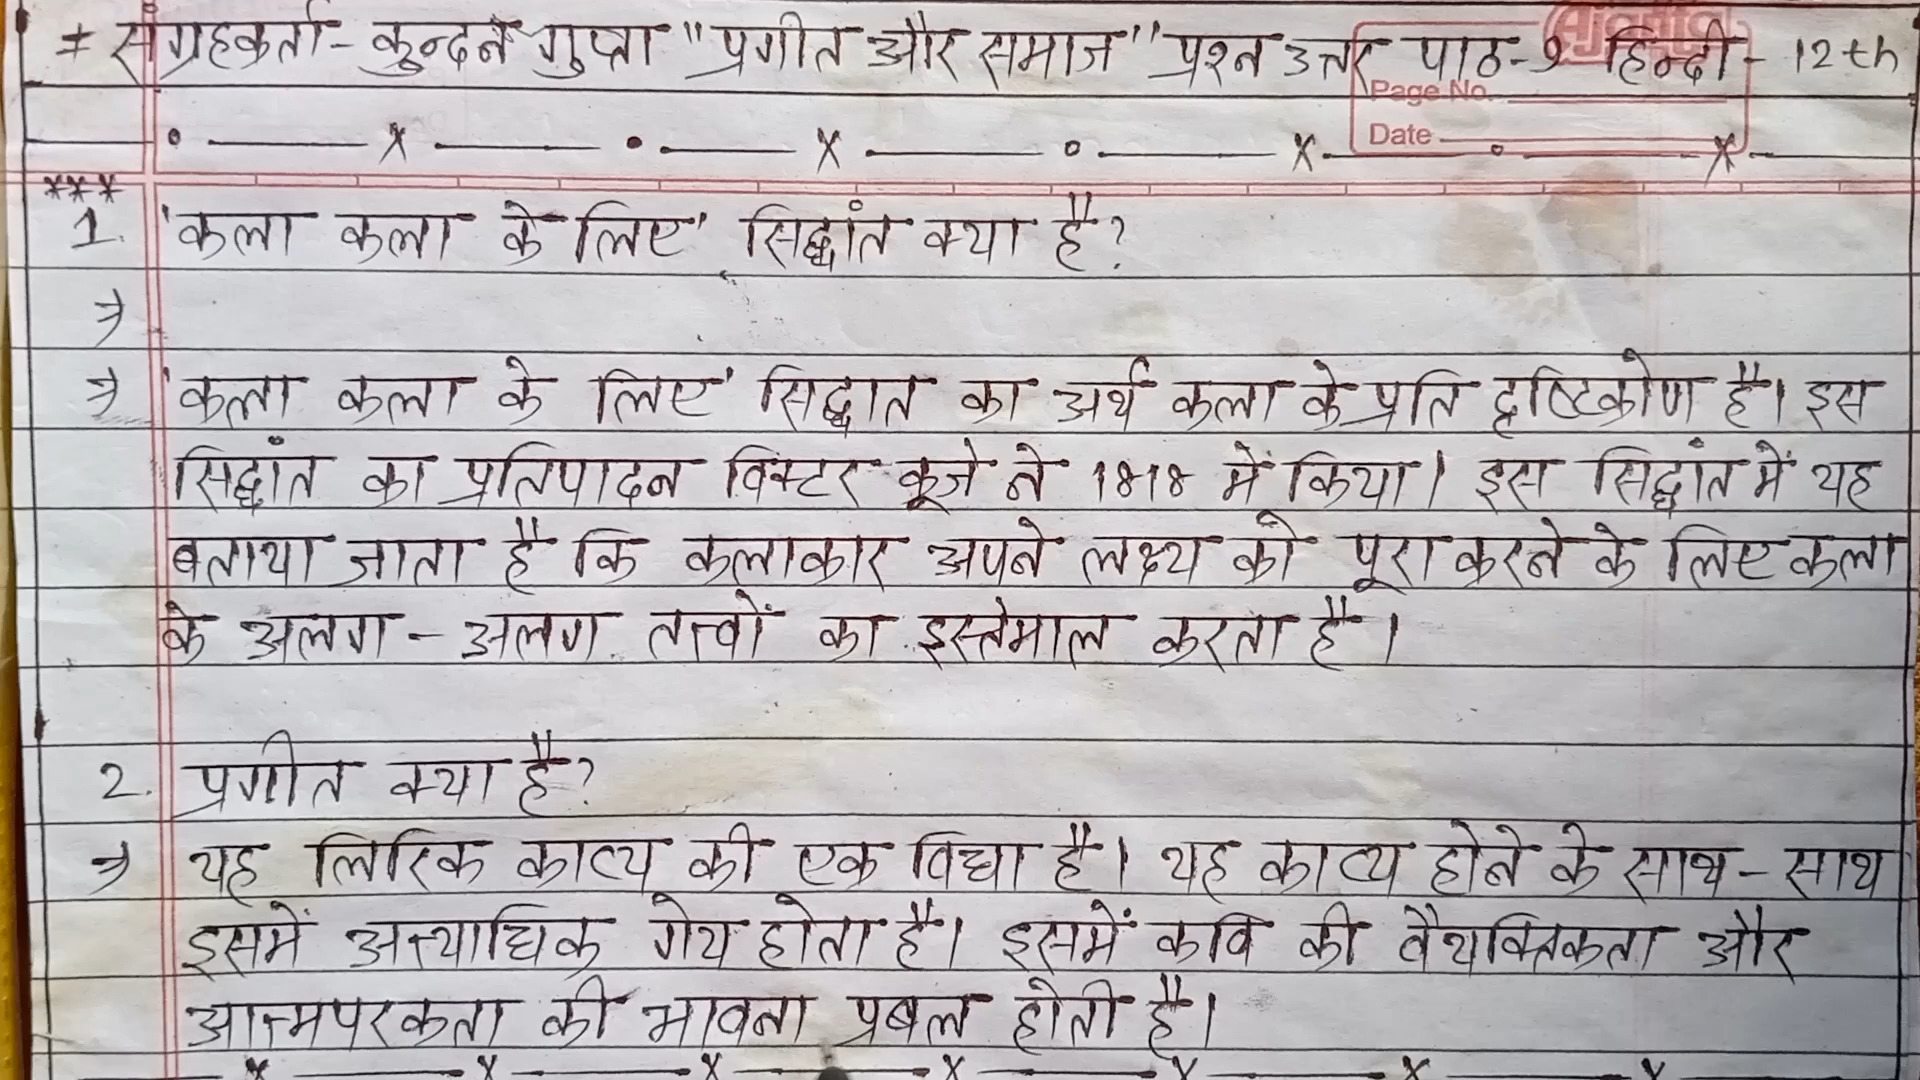 # संग्रहकर्ता - कुन्दन गुप्ता "प्रगीत और समाज" प्रश्न उत्तर पाठ-9 हिन्दी - 12th
Ajanta
Page No.
Date
***
1. 'कला कला के लिए' सिद्धांत क्या है?
⇒
⇒ 'कला कला के लिए' सिद्धात का अर्थ कला के प्रति दृष्टिकोण है। इस
सिद्धांत का प्रतिपादन विक्टर कूजे ने 1818 में किया। इस सिद्धांत में यह
बताया जाता है कि कलाकार अपने लक्ष्य को पूरा करने के लिए कला
के अलग - अलग तत्त्वों का इस्तेमाल करता है।
2. प्रगीत क्या है?
⇒ यह लिरिक काव्य की एक विधा है। यह काव्य होने के साथ - साथ
इसमें अत्याधिक गेय होता है। इसमें कवि की वैयक्तिकता और
आत्मपरकता की भावना प्रबल होती है।